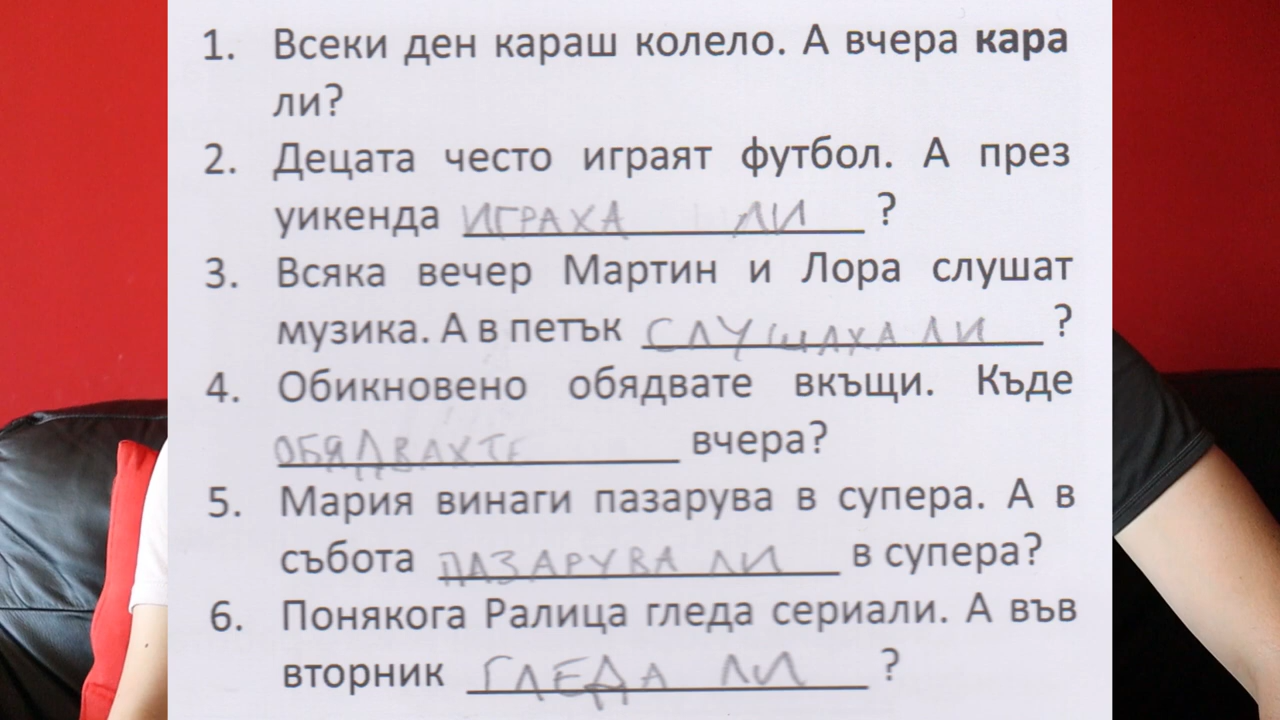 1. Всеки ден караш колело. А вчера кара
ли?
2. Децата често играят футбол. А през
уикенда ИГРАХА ЛИ ?
3. Всяка вечер Мартин и Лора слушат
музика. А в петък СЛУШАХА ЛИ ?
4. Обикновено обядвате вкъщи. Къде
ОБЯДВАХТЕ вчера?
5. Мария винаги пазарува в супера. А в
събота ПАЗАРУВА ЛИ в супера?
6. Понякога Ралица гледа сериали. А във
вторник ГЛЕДА ЛИ ?